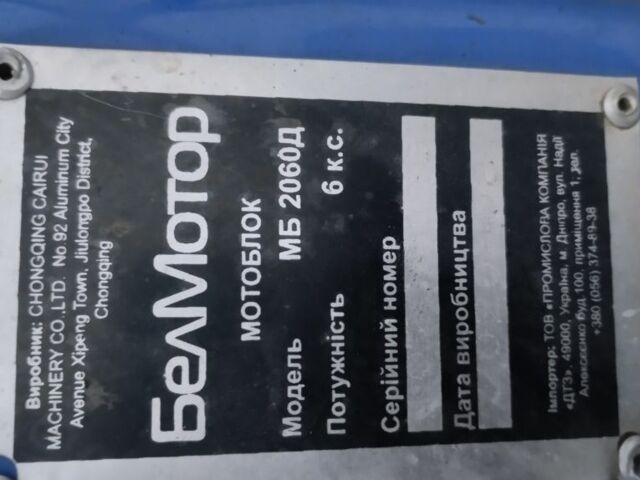 Виробник: CHONGQING CAIRUI
MACHINERY CO.,LTD. No.92 Aluminum City
Avenue Xipeng Town, Jiulongpo District,
Chongqing
БелМотор
МОТОБЛОК
Модель МБ 2060Д
Потужність 6 к.с.
Серійний номер
Дата виробництва
Імпортер: ТОВ «ПРОМИСЛОВА КОМПАНІЯ
«ДТЗ», 49000, Україна, м. Дніпро, вул. Надії
Алексєєнко буд.100, приміщення 1, тел.
+380 (056) 374-89-38